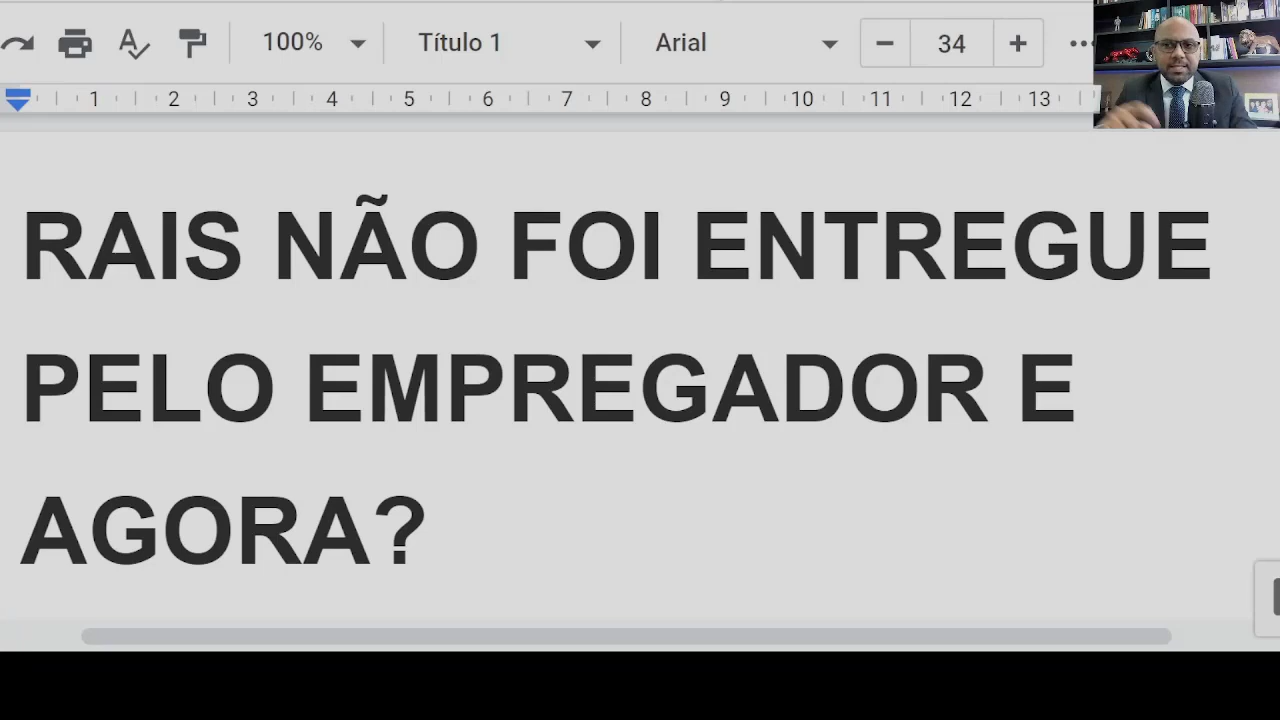 100% Título 1 Arial 34
1 2 3 4 5 6 7 8 9 10 11 12 13
RAIS NÃO FOI ENTREGUE
PELO EMPREGADOR E
AGORA?